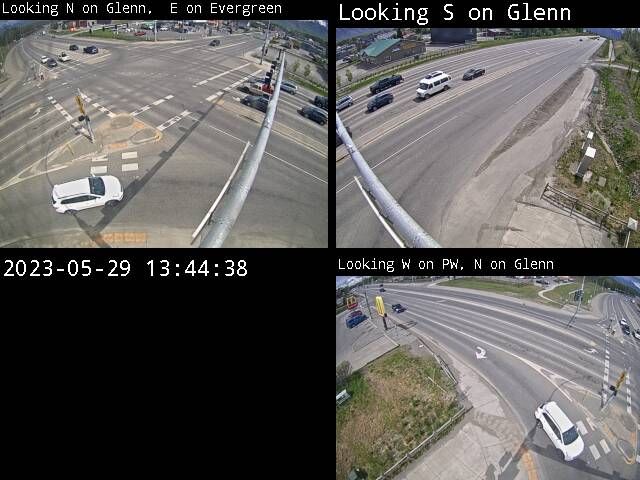 Looking N on Glenn,  E on Evergreen
Looking S on Glenn
2023-05-29 13:44:38
Looking W on PW, N on Glenn